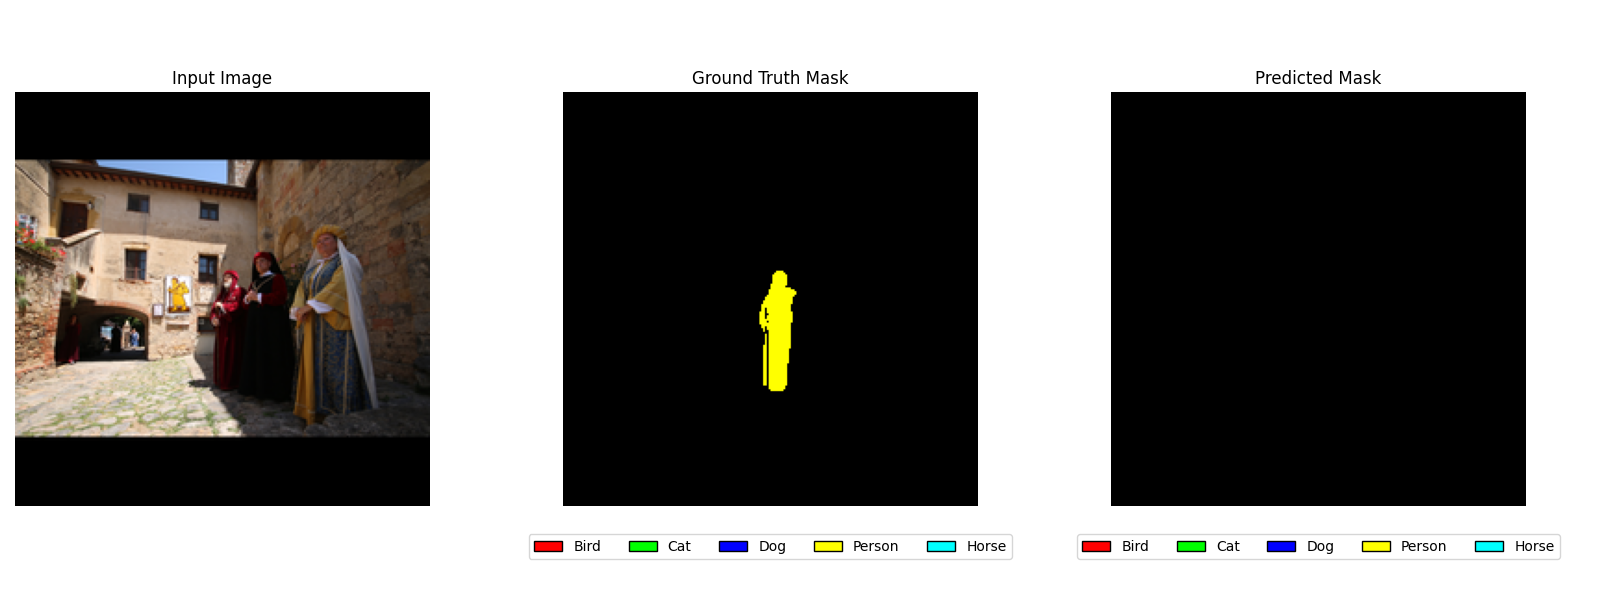 Input Image
Ground Truth Mask
Predicted Mask
Bird Cat Dog Person Horse
Bird Cat Dog Person Horse